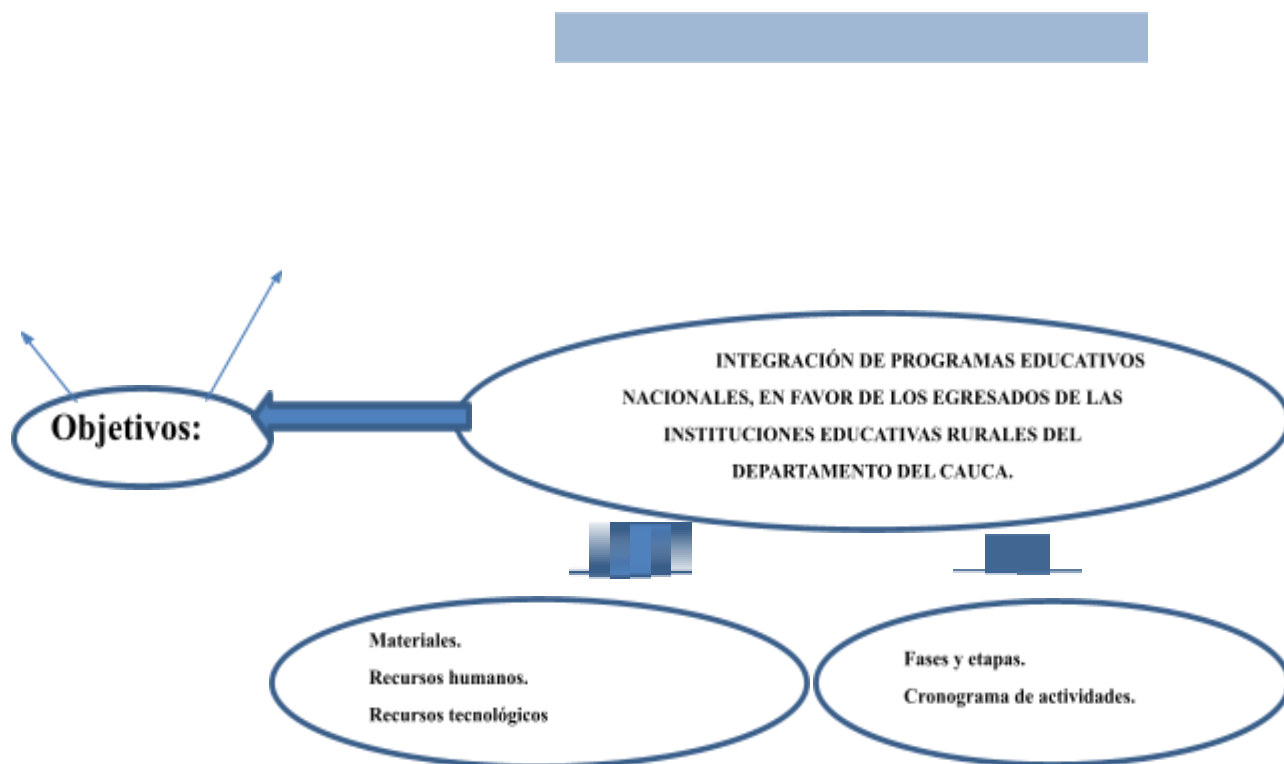 INTEGRACIÓN DE PROGRAMAS EDUCATIVOS
NACIONALES, EN FAVOR DE LOS EGRESADOS DE LAS
INSTITUCIONES EDUCATIVAS RURALES DEL
DEPARTAMENTO DEL CAUCA.
Objetivos:
Materiales.
Recursos humanos.
Recursos tecnológicos
Fases y etapas.
Cronograma de actividades.